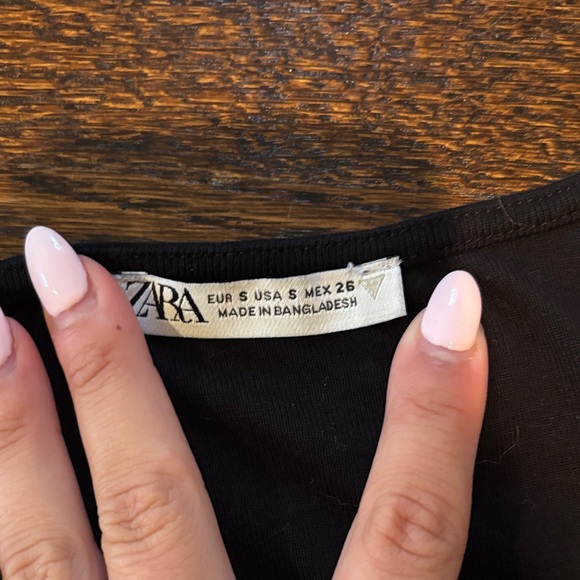 ZARA
EUR S USA S MEX 26
MADE IN BANGLADESH